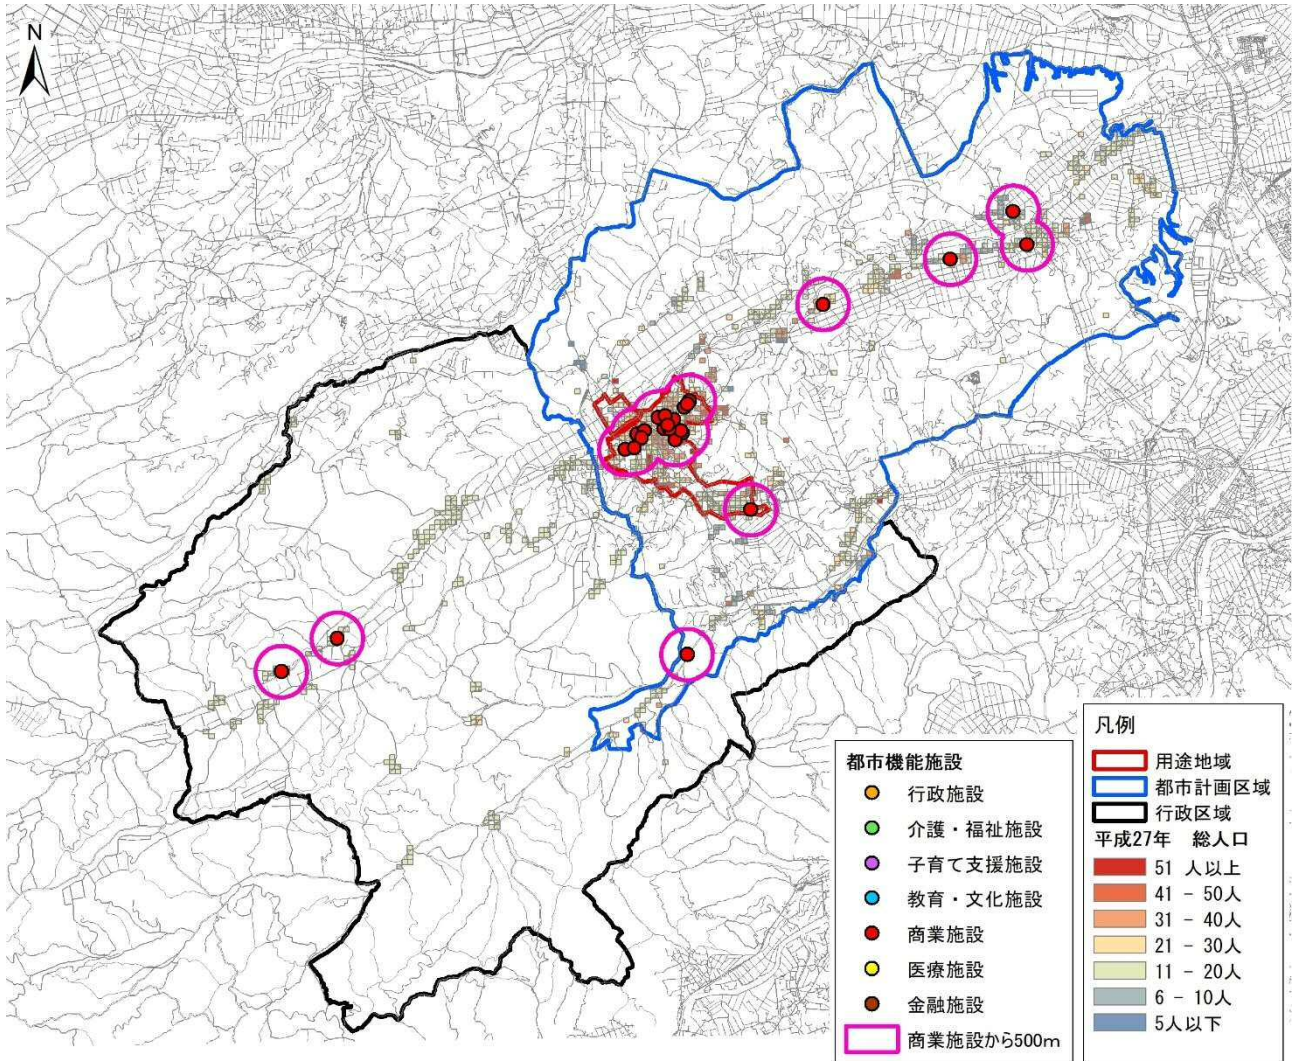 N
都市機能施設
行政施設
介護・福祉施設
子育て支援施設
教育・文化施設
商業施設
医療施設
金融施設
商業施設から500m
凡例
用途地域
都市計画区域
行政区域
平成27年 総人口
51 人以上
41 - 50人
31 - 40人
21 - 30人
11 - 20人
6 - 10人
5人以下